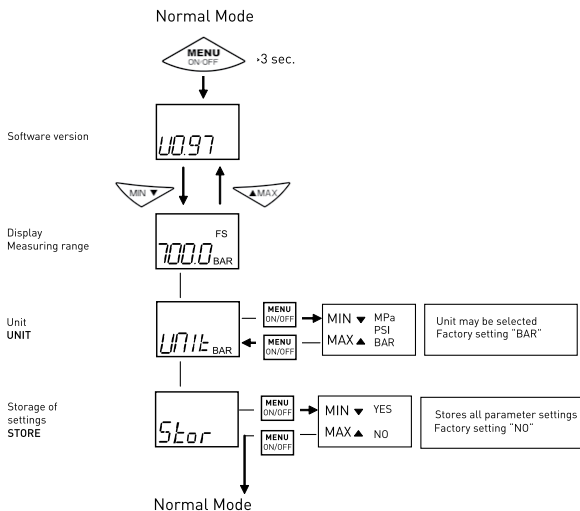 Normal Mode
MENU
ON-OFF
>3 sec.
Software version
U0.97
MIN ▼
▲MAX
Display
Measuring range
FS
700.0 BAR
Unit
UNIT
UNIt BAR
MENU
ON/OFF
MENU
ON/OFF
MIN ▼ MPa
PSI
MAX ▲ BAR
Unit may be selected
Factory setting "BAR"
Storage of
settings
STORE
Stor
MENU
ON/OFF
MENU
ON/OFF
MIN ▼ YES
MAX ▲ NO
Stores all parameter settings
Factory setting "NO"
Normal Mode